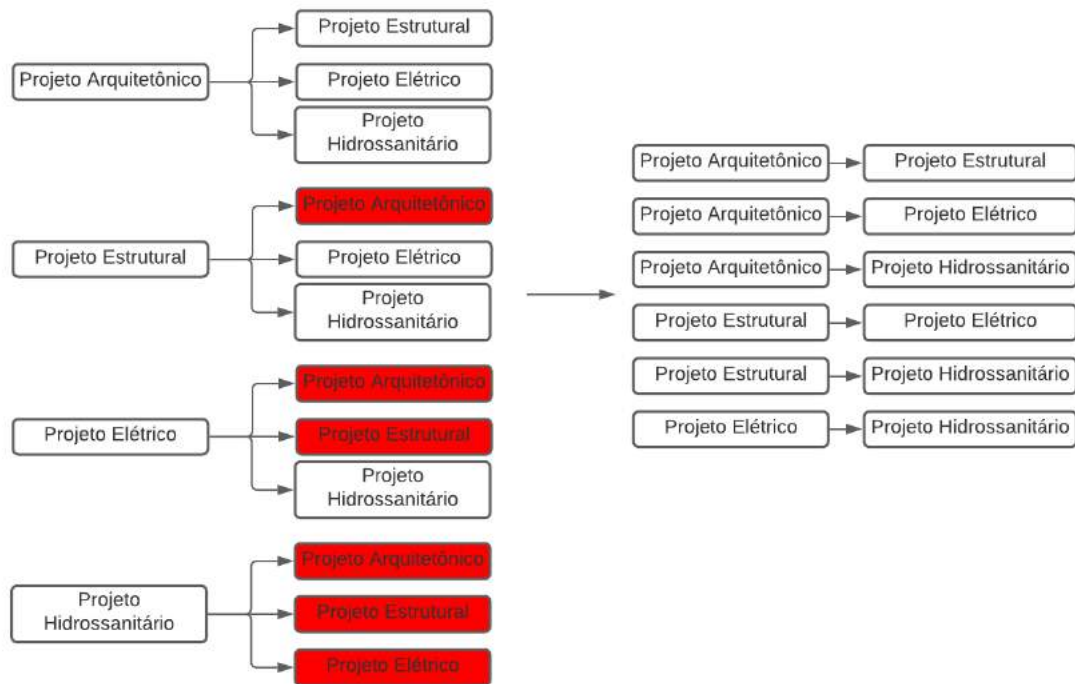 Projeto Arquitetônico
Projeto Estrutural
Projeto Elétrico
Projeto
Hidrossanitário
Projeto Estrutural
Projeto Arquitetônico
Projeto Elétrico
Projeto
Hidrossanitário
Projeto Elétrico
Projeto Arquitetônico
Projeto Estrutural
Projeto
Hidrossanitário
Projeto
Hidrossanitário
Projeto Arquitetônico
Projeto Estrutural
Projeto Elétrico
Projeto Arquitetônico
Projeto Estrutural
Projeto Arquitetônico
Projeto Elétrico
Projeto Arquitetônico
Projeto Hidrossanitário
Projeto Estrutural
Projeto Elétrico
Projeto Estrutural
Projeto Hidrossanitário
Projeto Elétrico
Projeto Hidrossanitário